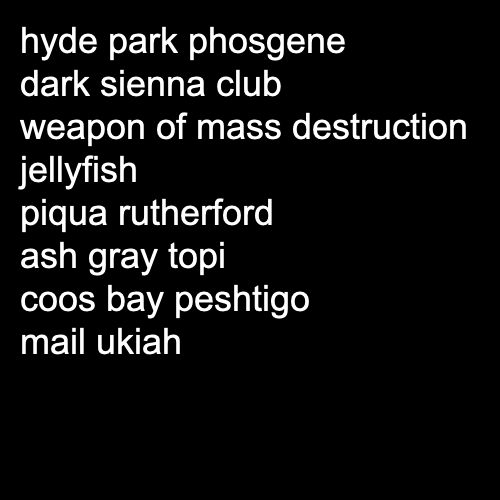 hyde park phosgene
dark sienna club
weapon of mass destruction
jellyfish
piqua rutherford
ash gray topi
coos bay peshtigo
mail ukiah